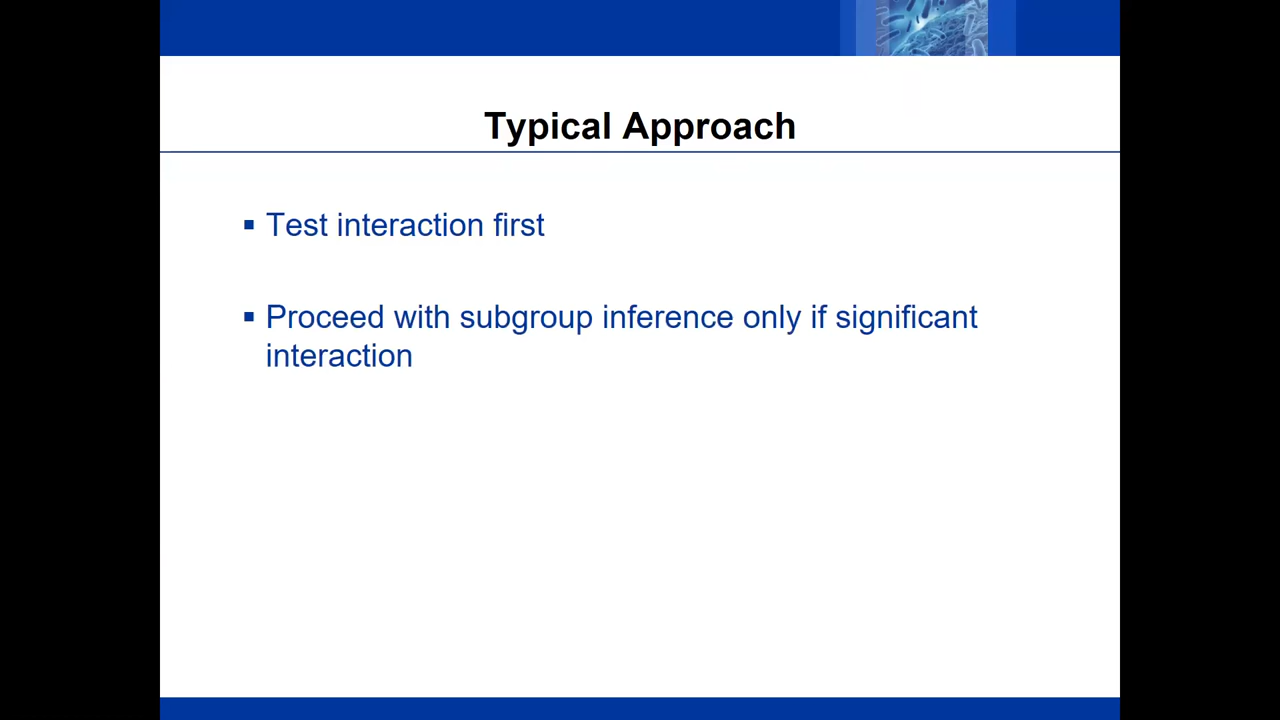 Typical Approach
▪ Test interaction first
▪ Proceed with subgroup inference only if significant
interaction